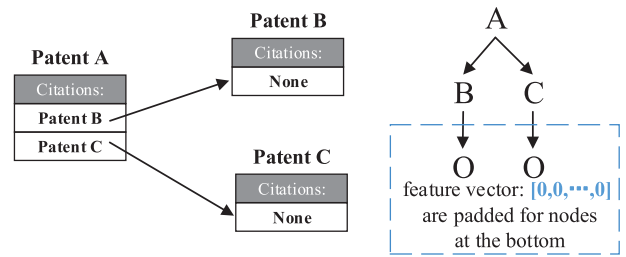 Patent A
Citations:
Patent B
Patent C
Patent B
Citations:
None
Patent C
Citations:
None
A
B C
O O
feature vector: [0,0,⋯,0]
are padded for nodes
at the bottom